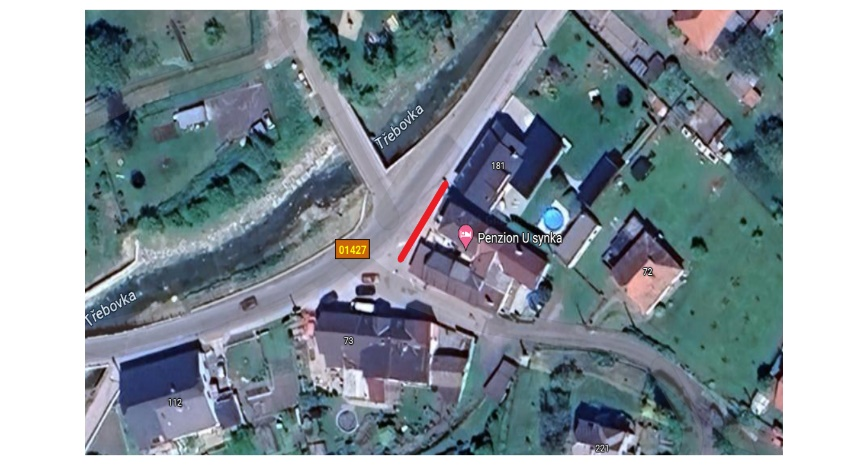 Třebovka
181
Penzion U synka
01427
72
Třebovka
73
112
221